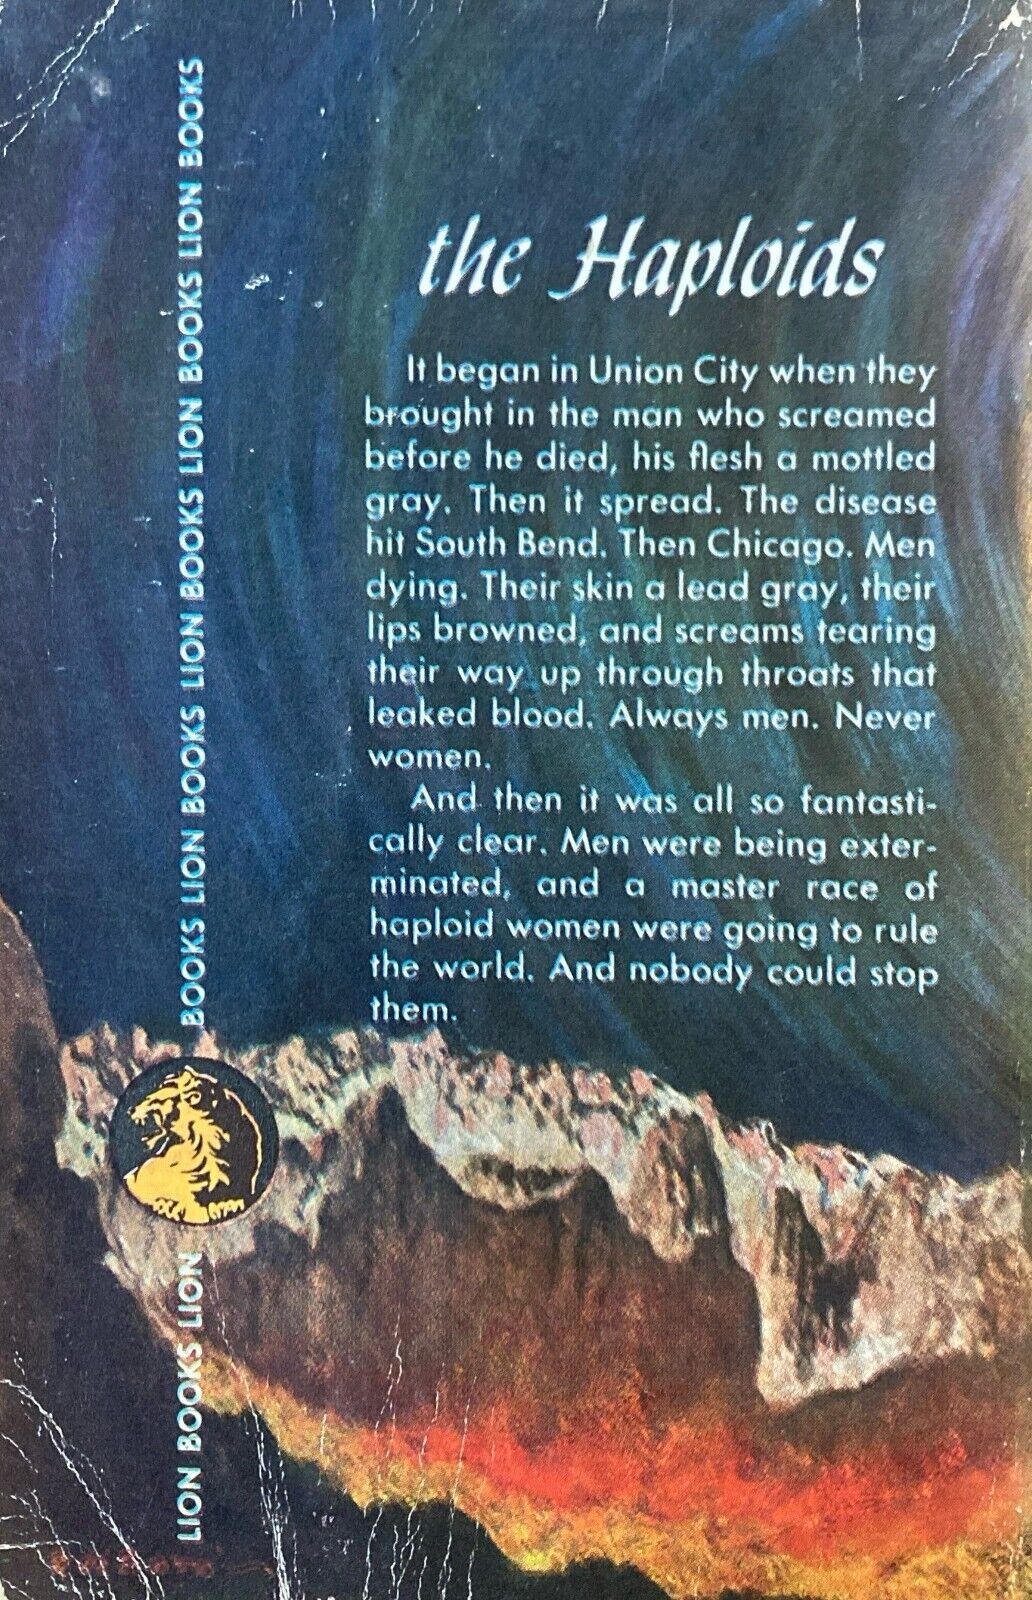 the Haploids
It began in Union City when they
brought in the man who screamed
before he died, his flesh a mottled
gray. Then it spread. The disease
hit South Bend. Then Chicago. Men
dying. Their skin a lead gray, their
lips browned, and screams tearing
their way up through throats that
leaked blood. Always men. Never
women.
And then it was all so fantasti-
cally clear. Men were being exter-
minated, and a master race of
haploid women were going to rule
the world. And nobody could stop
them.
LION BOOKS LION
BOOKS LION BOOKS LION BOOKS LION BOOKS LION BOOKS